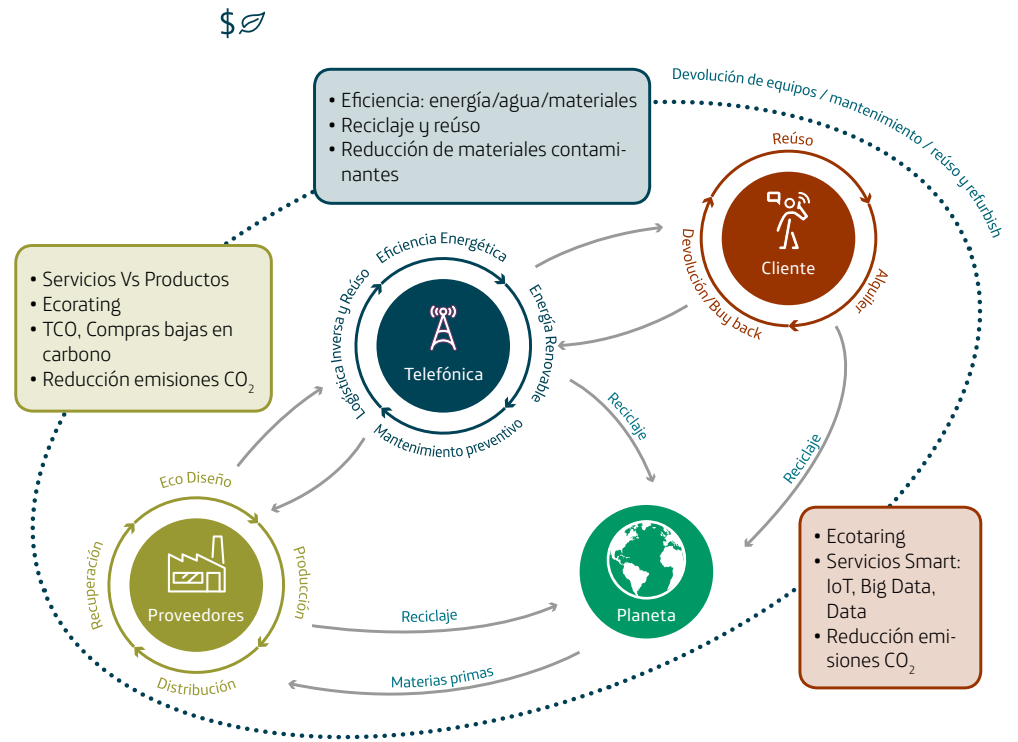 $
• Eficiencia: energía/agua/materiales
• Reciclaje y reúso
• Reducción de materiales contami-
nantes
Devolución de equipos / mantenimiento / reúso y refurbish
Reúso
Alquiler
Devolución/Buy back
Cliente
• Servicios Vs Productos
• Ecorating
• TCO, Compras bajas en
carbono
• Reducción emisiones CO2
Eficiencia Energética
Energía Renovable
Mantenimiento preventivo
Logística Inversa y Reúso
Telefónica
Reciclaje
Reciclaje
Eco Diseño
Producción
Distribución
Recuperación
Proveedores
Planeta
Reciclaje
Materias primas
• Ecotaring
• Servicios Smart:
IoT, Big Data,
Data
• Reducción emi-
siones CO2